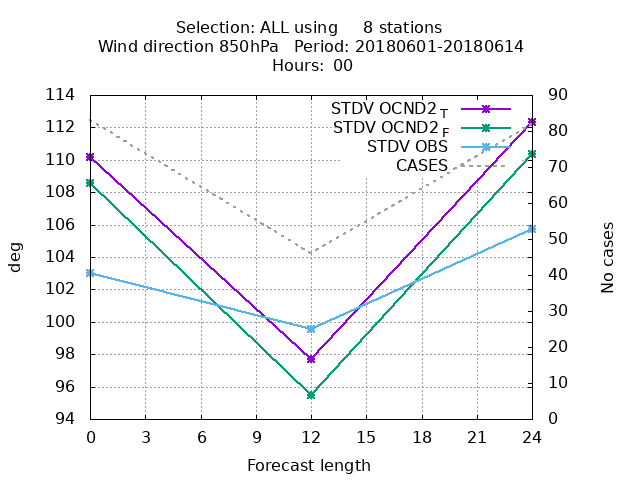 Selection: ALL using     8 stations
Wind direction 850hPa   Period: 20180601-20180614
Hours:  00
STDV OCND2 T
STDV OCND2 F
STDV OBS
CASES
114
112
110
108
106
104
102
100
98
96
94
90
80
70
60
50
40
30
20
10
0
deg
No cases
0 3 6 9 12 15 18 21 24
Forecast length